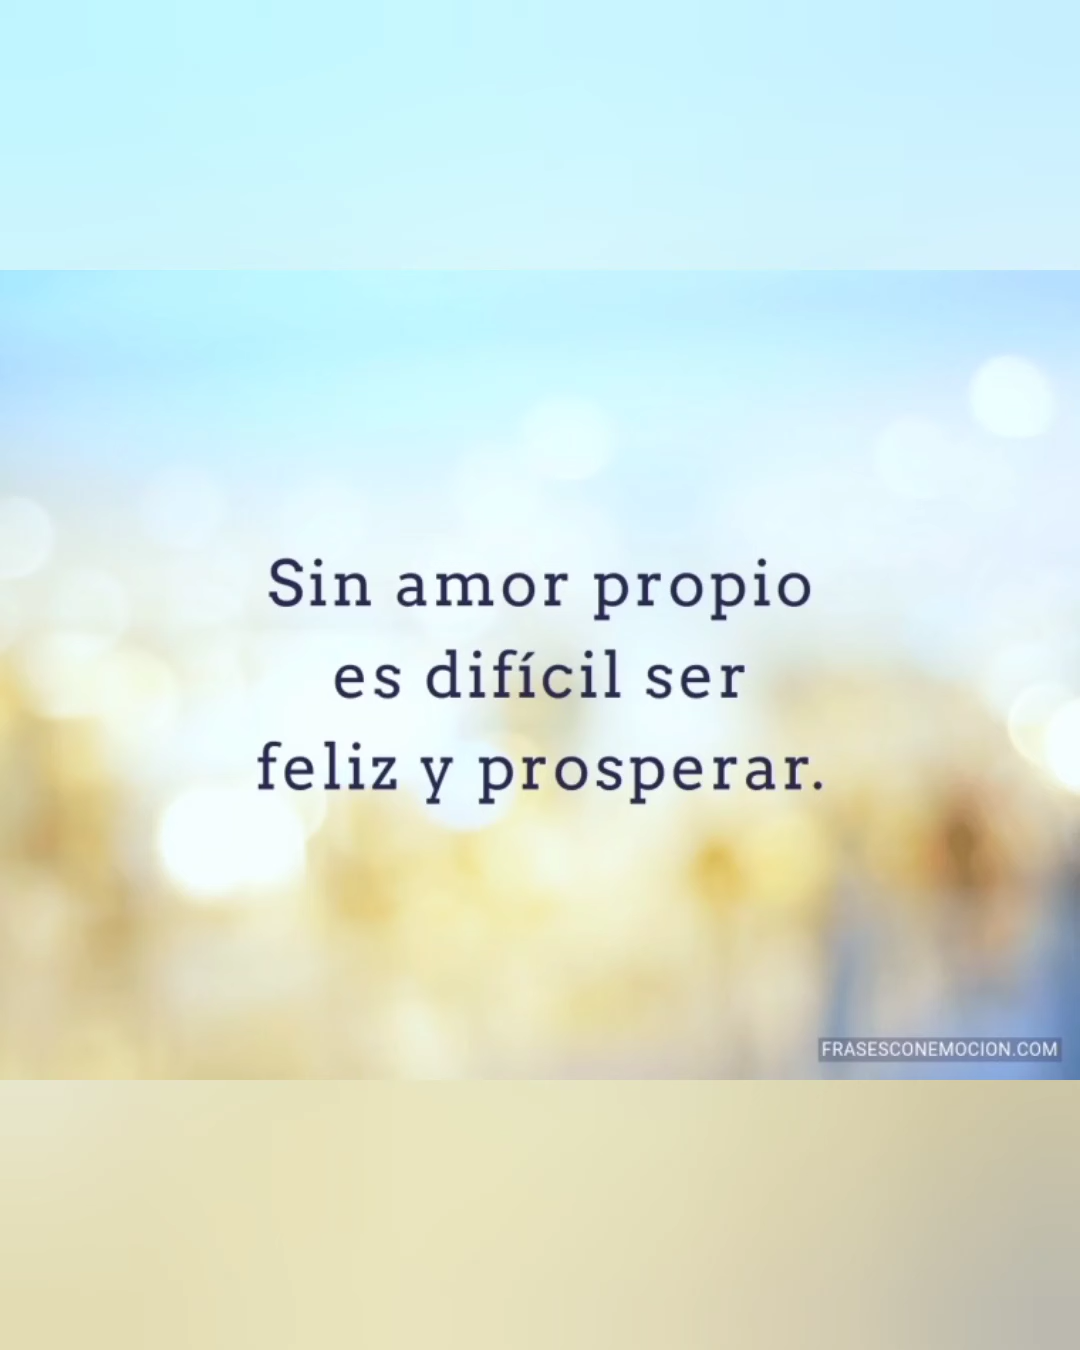 Sin amor propio
es difícil ser
feliz y prosperar.
FRASESCONEMOCION.COM